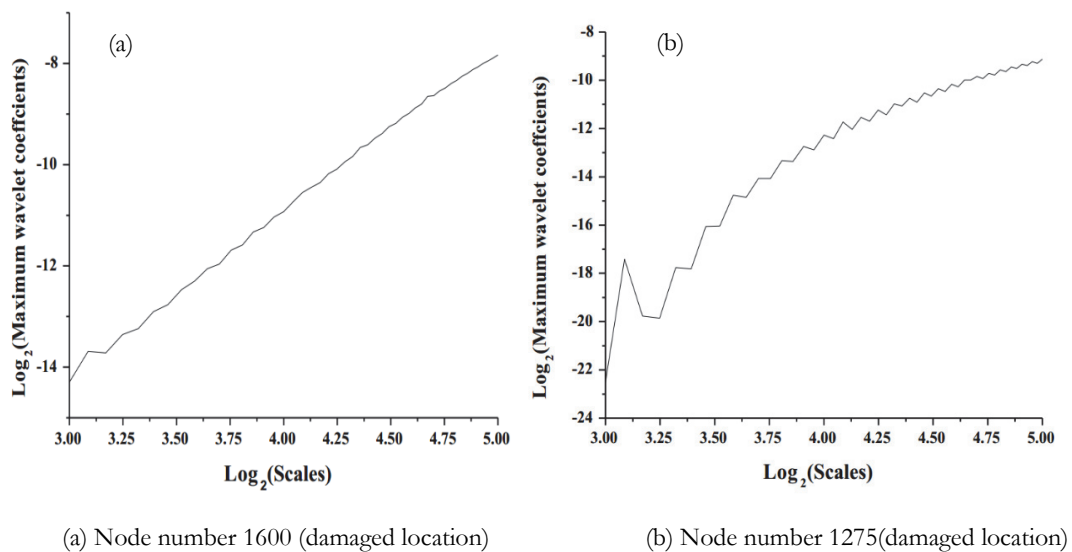 (a)
-8
-10
-12
-14
3.00 3.25 3.50 3.75 4.00 4.25 4.50 4.75 5.00
Log2(Scales)
Log2(Maximum wavelet coeffcients)
(b)
-8
-10
-12
-14
-16
-18
-20
-22
-24
3.00 3.25 3.50 3.75 4.00 4.25 4.50 4.75 5.00
Log2(Scales)
Log2(Maximum wavelet coefficients)
(a) Node number 1600 (damaged location)
(b) Node number 1275(damaged location)